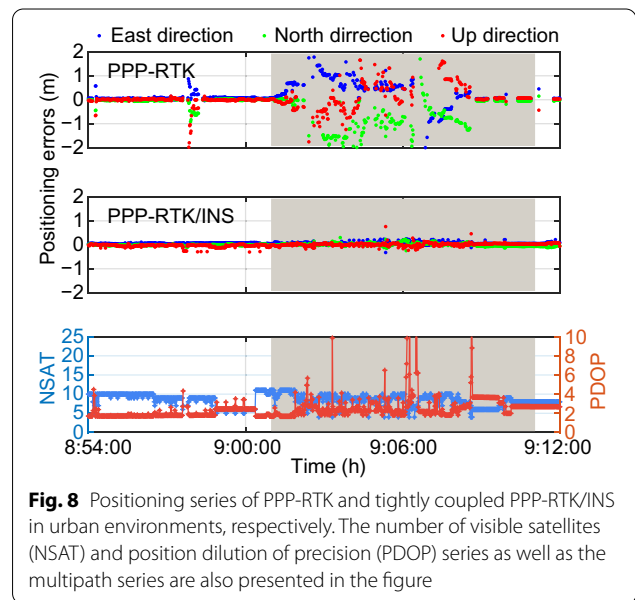 • East direction • North dirrection • Up direction
Positioning errors (m)
2
1
0
−1
−2
PPP-RTK
2
1
0
−1
−2
PPP-RTK/INS
NSAT
25
20
15
10
5
0
10
8
6
4
2
0
PDOP
8:54:00 9:00:00 9:06:00 9:12:00
Time (h)
Fig. 8 Positioning series of PPP-RTK and tightly coupled PPP-RTK/INS
in urban environments, respectively. The number of visible satellites
(NSAT) and position dilution of precision (PDOP) series as well as the
multipath series are also presented in the figure